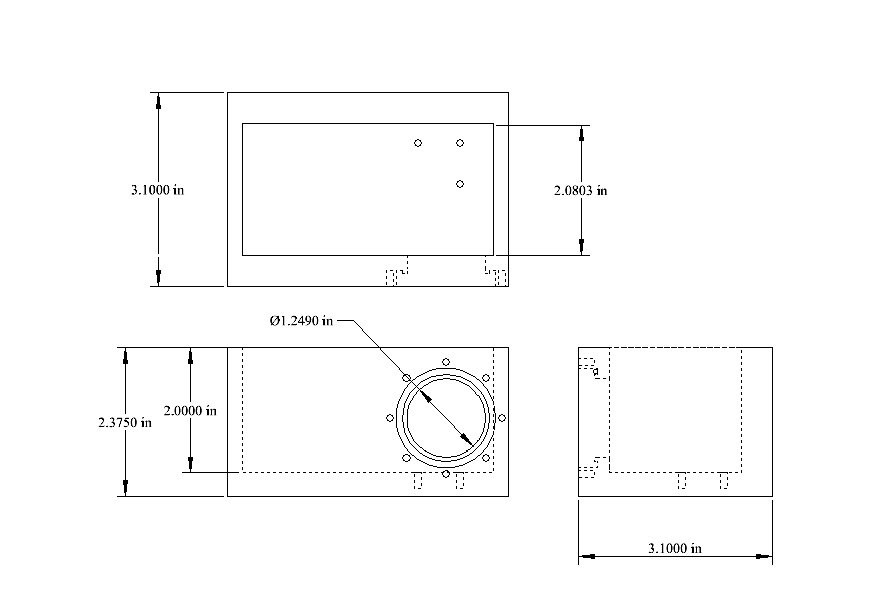 3.1000 in
2.0803 in
Ø1.2490 in
2.3750 in
2.0000 in
3.1000 in